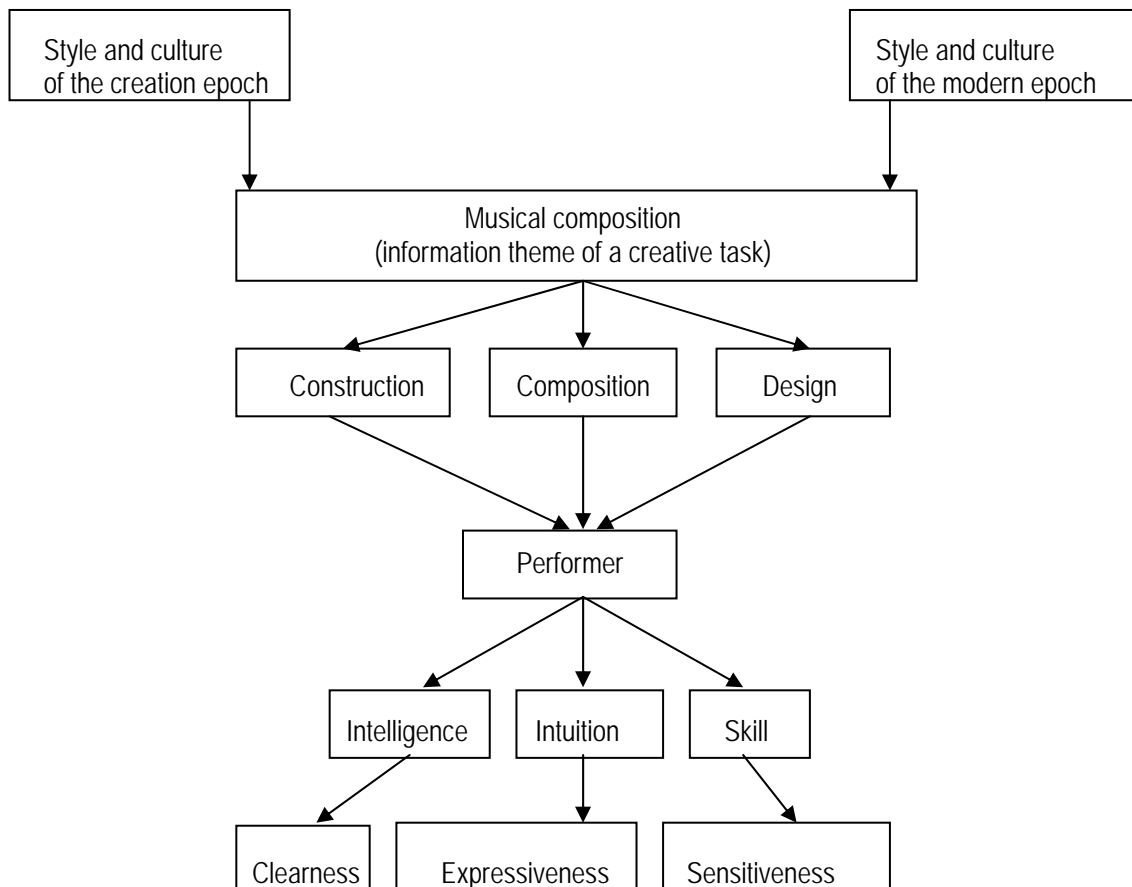 Style and culture
of the creation epoch
Style and culture
of the modern epoch
Musical composition
(information theme of a creative task)
Construction
Composition
Design
Performer
Intelligence
Intuition
Skill
Clearness
Expressiveness
Sensitiveness